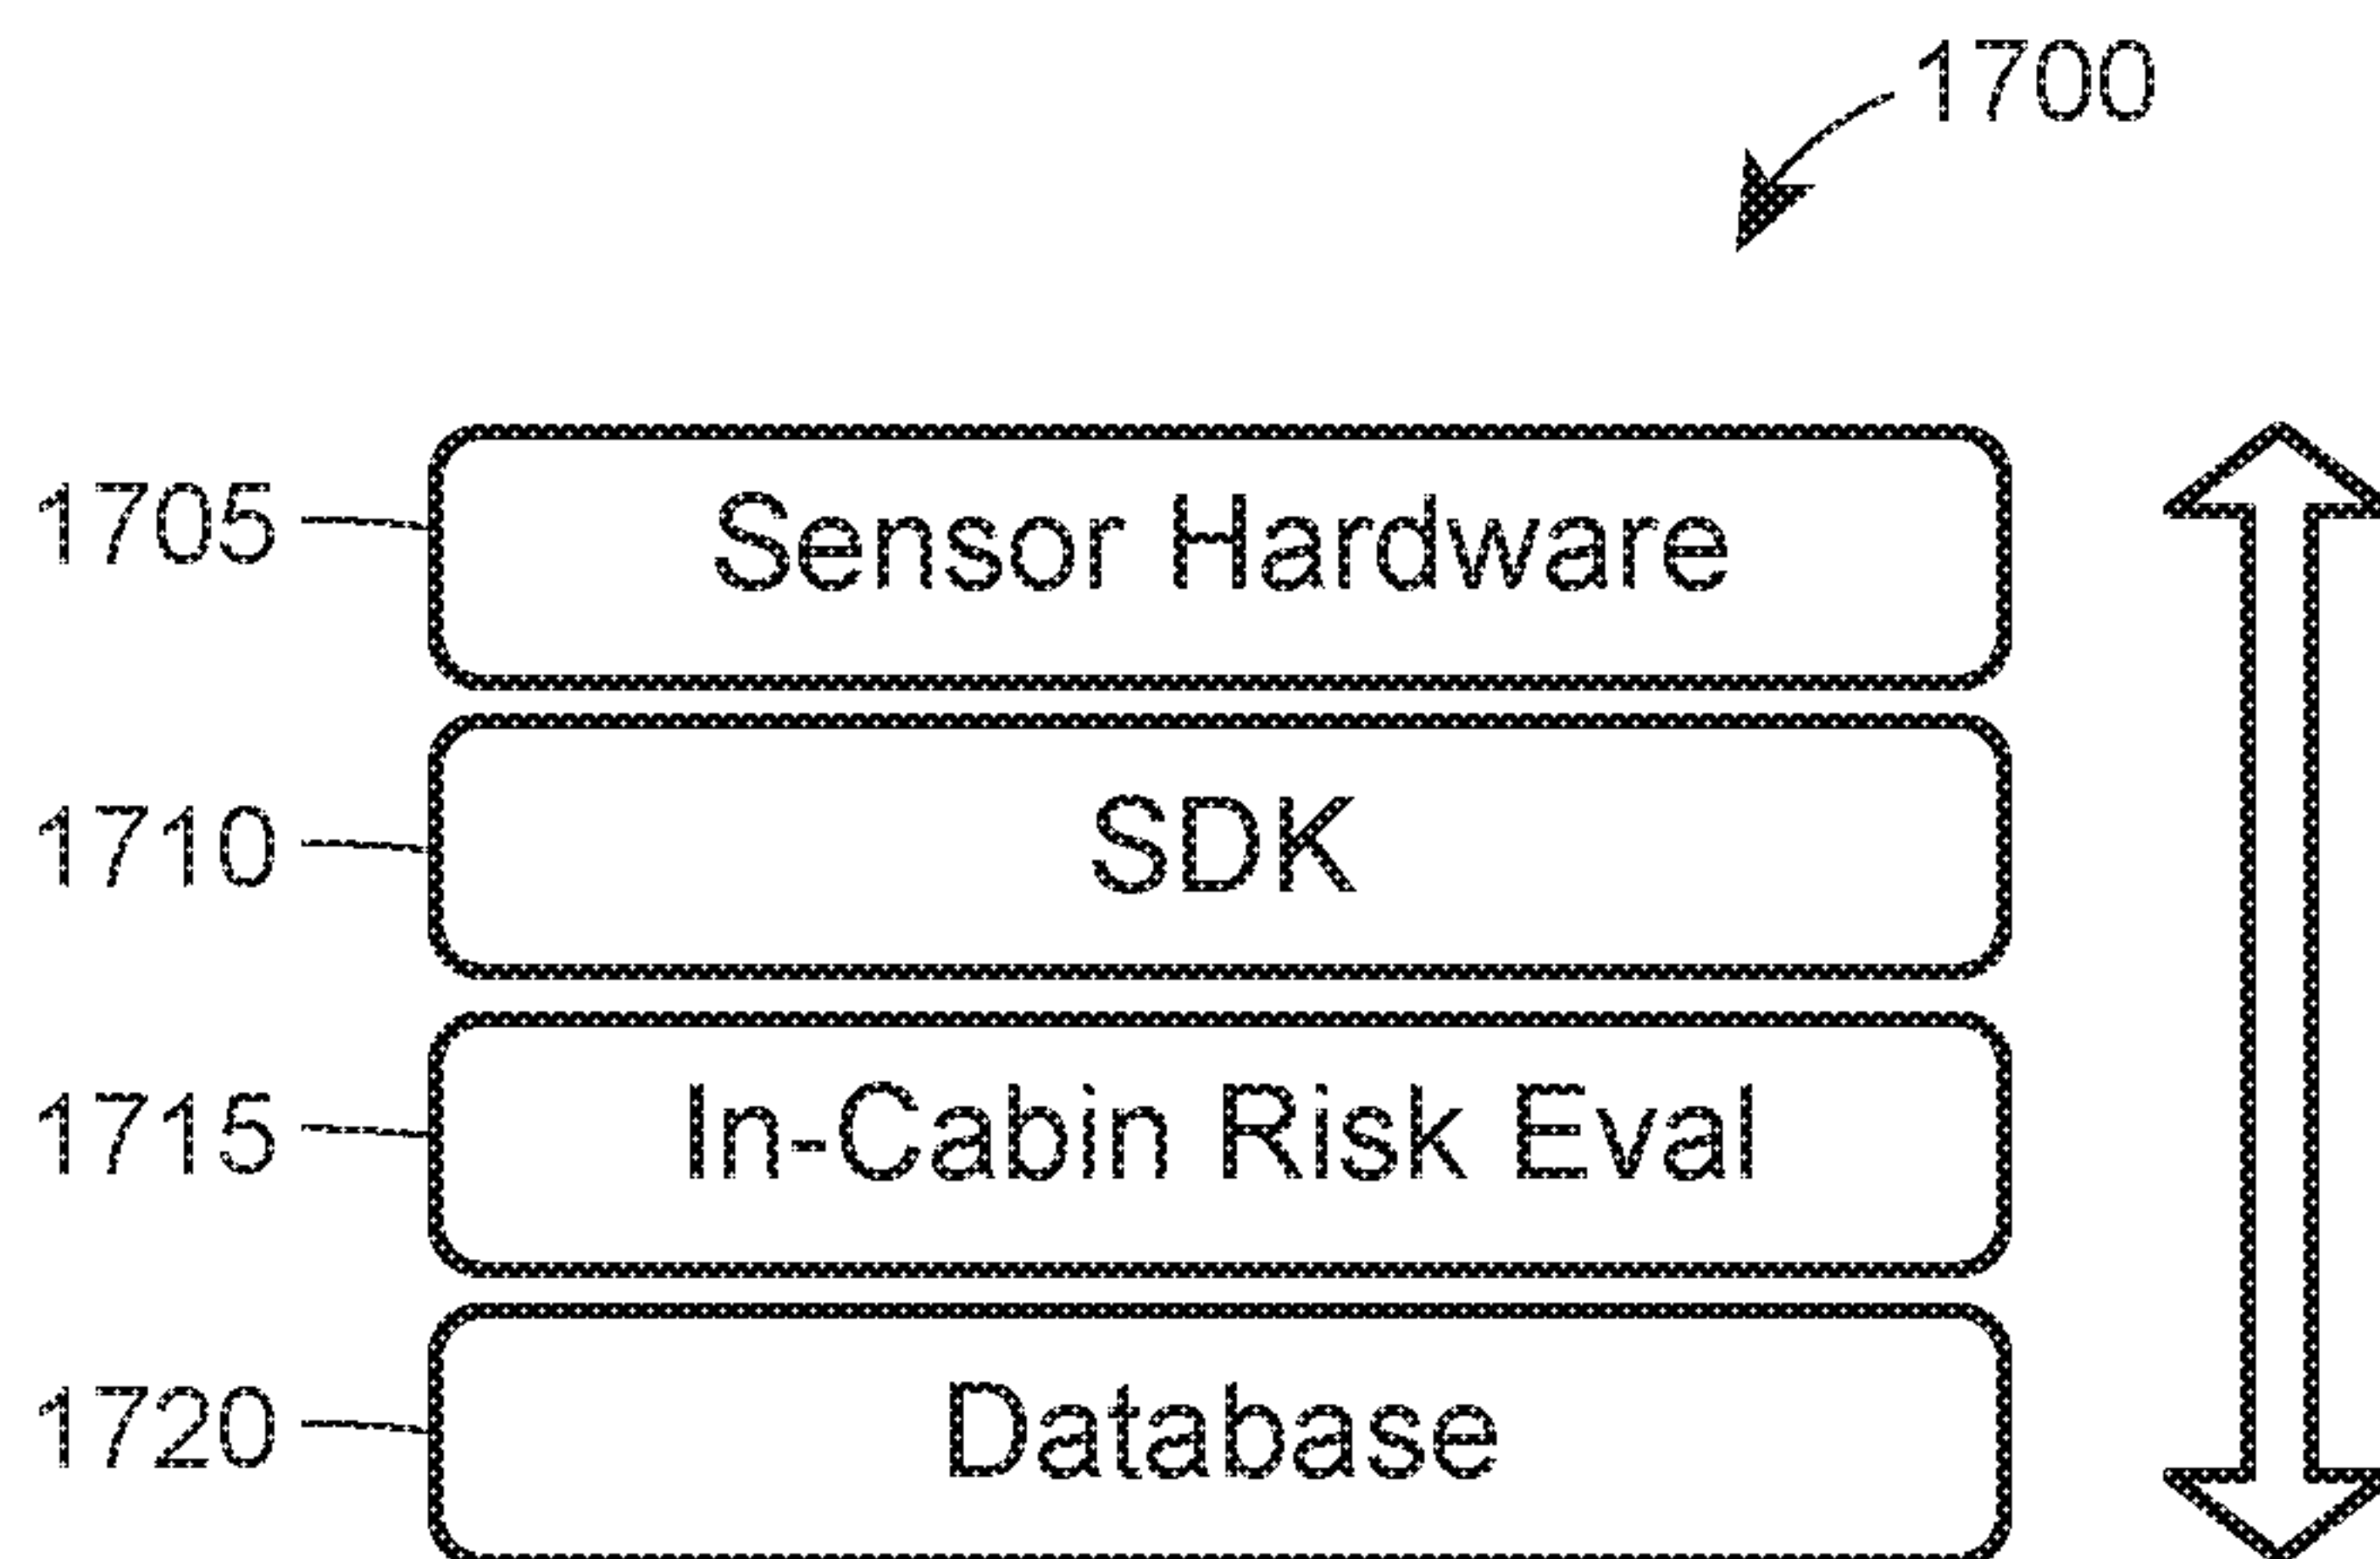 1700
1705 Sensor Hardware
1710 SDK
1715 In-Cabin Risk Eval
1720 Database